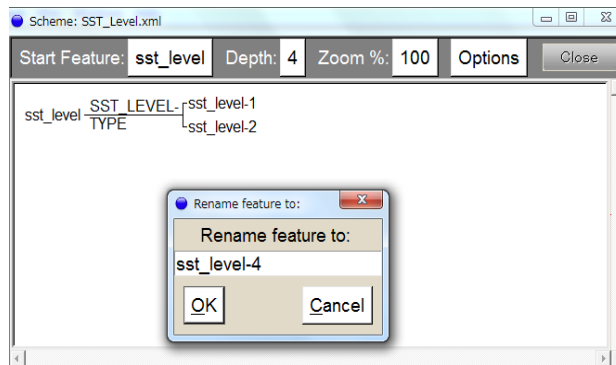 Scheme: SST_Level.xml
Start Feature: sst_level Depth: 4 Zoom %: 100 Options Close
sst_level SST_LEVEL-TYPE sst_level-1
sst_level-2
Rename feature to:
Rename feature to:
sst_level-4
OK Cancel